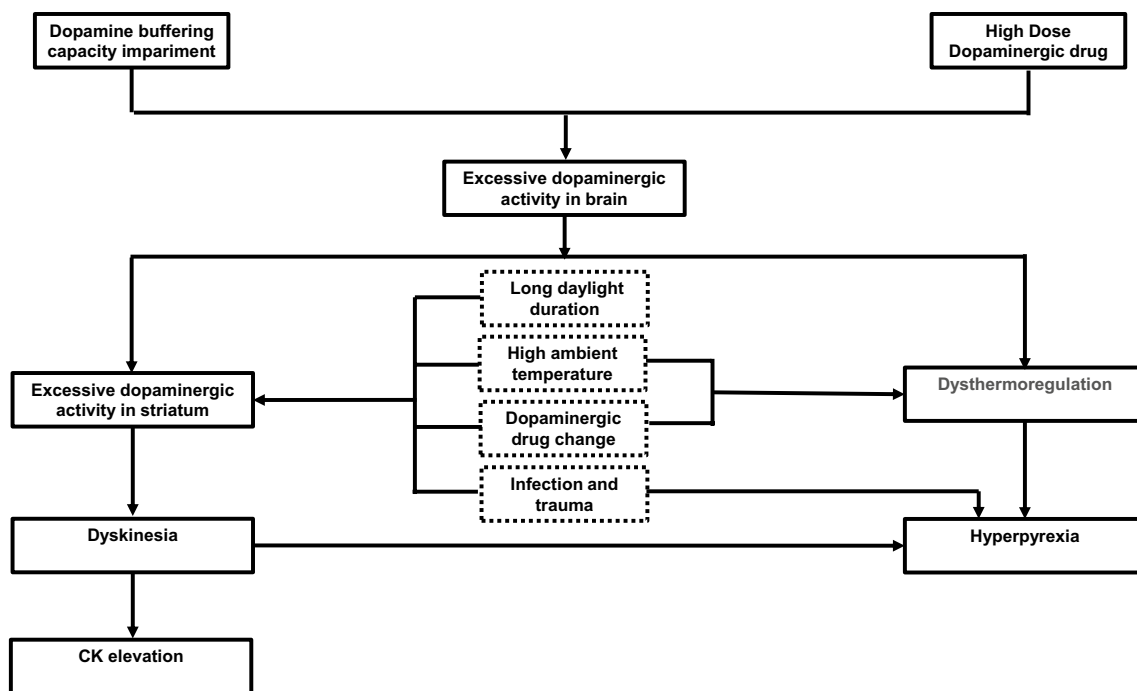 Dopamine buffering
capacity impariment
High Dose
Dopaminergic drug
Excessive dopaminergic
activity in brain
Long daylight
duration
High ambient
temperature
Excessive dopaminergic
activity in striatum
Dysthermoregulation
Dopaminergic
drug change
Infection and
trauma
Dyskinesia
Hyperpyrexia
CK elevation